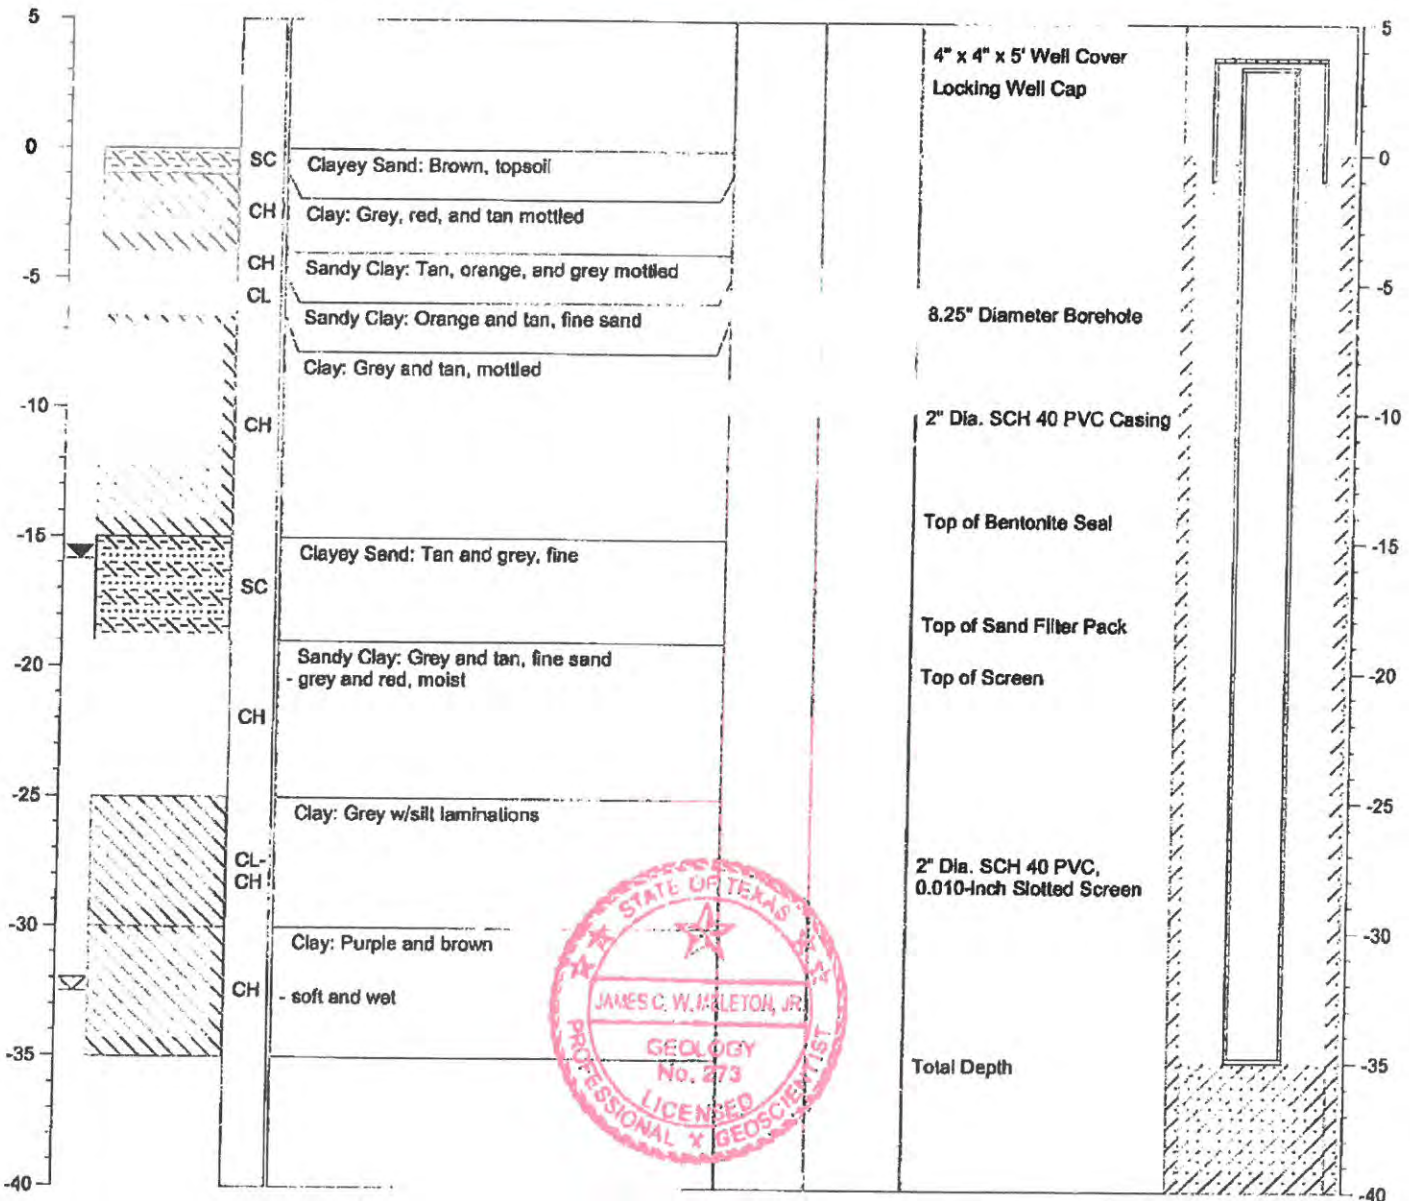 5
0
-5
-10
-15
-20
-25
-30
-35
-40
SC
CH
CH
CL
CH
SC
CH
CL-
CH
CH
Clayey Sand: Brown, topsoil
Clay: Grey, red, and tan mottled
Sandy Clay: Tan, orange, and grey mottled
Sandy Clay: Orange and tan, fine sand
Clay: Grey and tan, mottled
Clayey Sand: Tan and grey, fine
Sandy Clay: Grey and tan, fine sand
- grey and red, moist
Clay: Grey w/silt laminations
Clay: Purple and brown
- soft and wet
STATE OF TEXAS
JAMES C. W.
JR.
GEOLOGY
No. 273
LICENSED
PROFESSIONAL GEOSCIENTIST
4" x 4" x 5' Well Cover
Locking Well Cap
8.25" Diameter Borehole
2" Dia. SCH 40 PVC Casing
Top of Bentonite Seal
Top of Sand Filter Pack
Top of Screen
2" Dia. SCH 40 PVC,
0.010-inch Slotted Screen
Total Depth
5
0
-5
-10
-15
-20
-25
-30
-35
-40